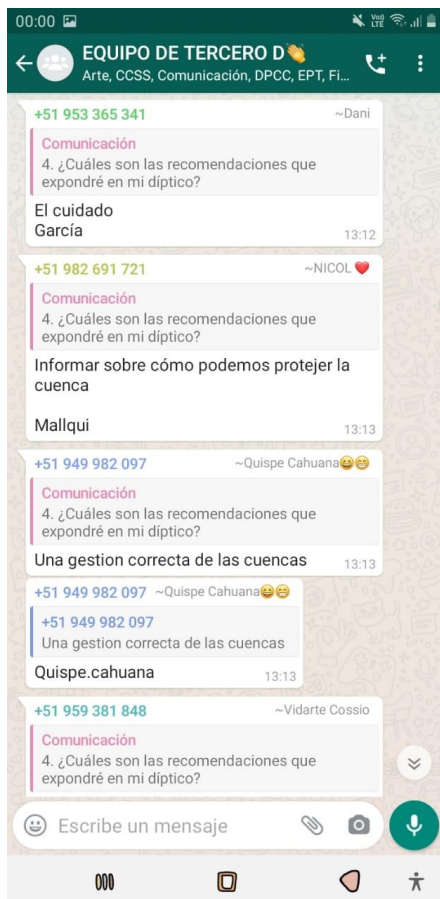 00:00
Vo))
LTE
EQUIPO DE TERCERO D👏
Arte, CCSS, Comunicación, DPCC, EPT, Fi...
+51 953 365 341 ~Dani
Comunicación
4. ¿Cuáles son las recomendaciones que
expondré en mi díptico?
El cuidado
García
13:12
+51 982 691 721 ~NICOL ❤️
Comunicación
4. ¿Cuáles son las recomendaciones que
expondré en mi díptico?
Informar sobre cómo podemos protejer la
cuenca
Mallqui
13:13
+51 949 982 097 ~Quispe Cahuana😄😁
Comunicación
4. ¿Cuáles son las recomendaciones que
expondré en mi díptico?
Una gestion correcta de las cuencas 13:13
+51 949 982 097 ~Quispe Cahuana😄😁
+51 949 982 097
Una gestion correcta de las cuencas
Quispe.cahuana 13:13
+51 959 381 848 ~Vidarte Cossio
Comunicación
4. ¿Cuáles son las recomendaciones que
expondré en mi díptico?
Escribe un mensaje